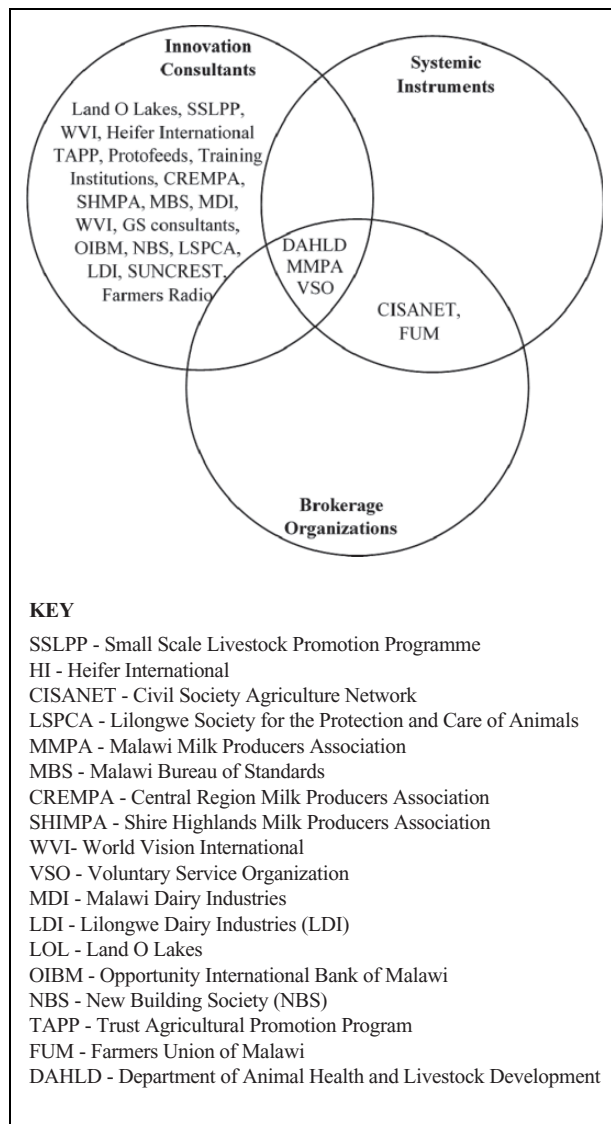 Innovation
Consultants
Systemic
Instruments
Land O Lakes, SSLPP,
WVI, Heifer International
TAPP, Protofeeds, Training
Institutions, CREMPA,
SHMPA, MBS, MDI,
WVI, GS consultants,
OIBM, NBS, LSPCA,
LDI, SUNCREST,
Farmers Radio
DAHLD
MMPA
VSO
CISANET,
FUM
Brokerage
Organizations
KEY
SSLPP - Small Scale Livestock Promotion Programme
HI - Heifer International
CISANET - Civil Society Agriculture Network
LSPCA - Lilongwe Society for the Protection and Care of Animals
MMPA - Malawi Milk Producers Association
MBS - Malawi Bureau of Standards
CREMPA - Central Region Milk Producers Association
SHIMPA - Shire Highlands Milk Producers Association
WVI- World Vision International
VSO - Voluntary Service Organization
MDI - Malawi Dairy Industries
LDI - Lilongwe Dairy Industries (LDI)
LOL - Land O Lakes
OIBM - Opportunity International Bank of Malawi
NBS - New Building Society (NBS)
TAPP - Trust Agricultural Promotion Program
FUM - Farmers Union of Malawi
DAHLD - Department of Animal Health and Livestock Development